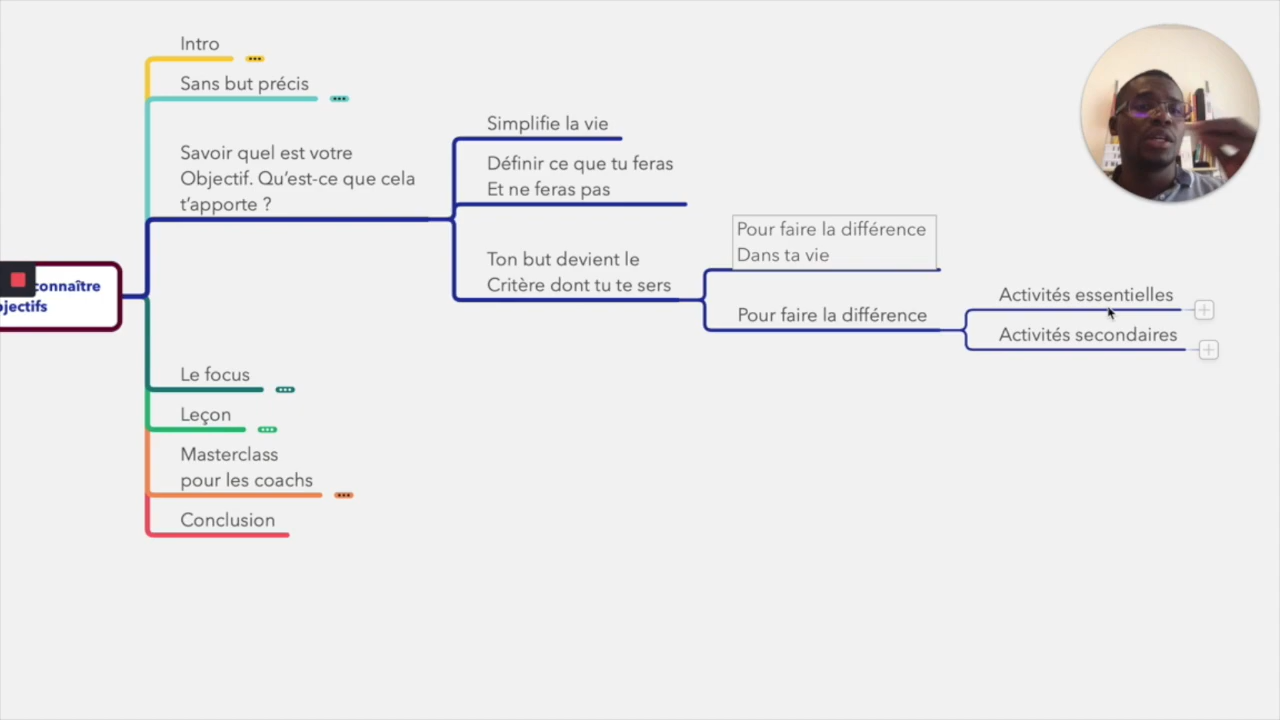 Intro
Sans but précis
Savoir quel est votre
Objectif. Qu'est-ce que cela
t'apporte ?
Simplifie la vie
Définir ce que tu feras
Et ne feras pas
Ton but devient le
Critère dont tu te sers
Pour faire la différence
Dans ta vie
Pour faire la différence
Activités essentielles
Activités secondaires
connaître
Le focus
Leçon
Masterclass
pour les coachs
Conclusion